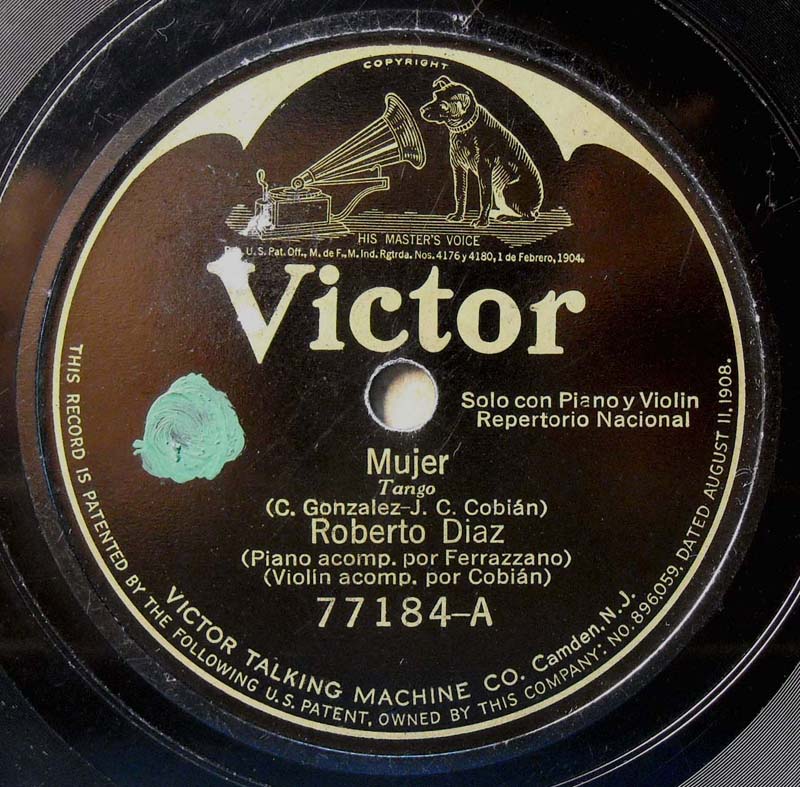 COPYRIGHT
HIS MASTER'S VOICE
U.S. Pat. Off., M. de F., M. Ind. Rgtrda. Nos. 4176 y 4180, 1 de Febrero, 1904.
Victor
Solo con Piano y Violin
Repertorio Nacional
Mujer
Tango
(C. Gonzalez-J. C. Cobián)
Roberto Diaz
(Piano acomp. por Ferrazzano)
(Violín acomp. por Cobián)
77184-A
VICTOR TALKING MACHINE CO. Camden, N.J.
THIS RECORD IS PATENTED BY THE FOLLOWING U.S. PATENT, OWNED BY THIS COMPANY: NO. 896,059, DATED AUGUST 11, 1908.